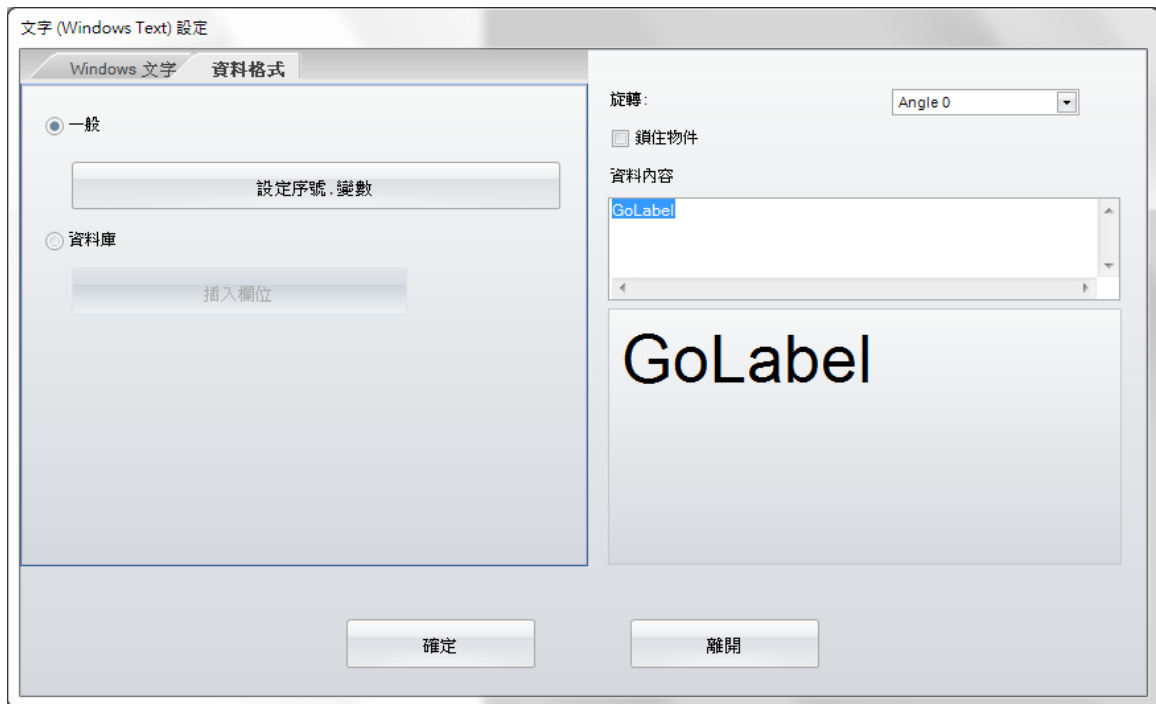 文字 (Windows Text) 設定
Windows 文字
資料格式
一般
設定序號.變數
資料庫
插入欄位
旋轉:
Angle 0
鎖住物件
資料內容
GoLabel
GoLabel
確定
離開